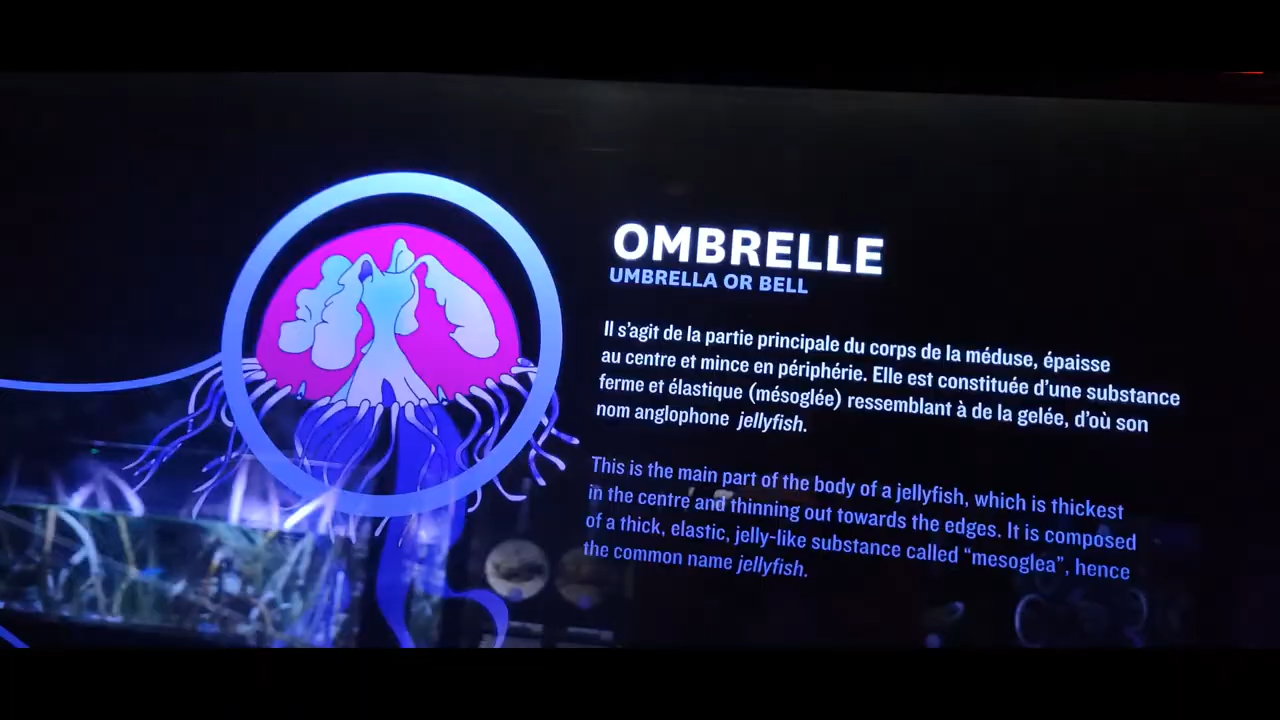 OMBRELLE
UMBRELLA OR BELL
Il s’agit de la partie principale du corps de la méduse, épaisse
au centre et mince en périphérie. Elle est constituée d’une substance
ferme et élastique (mésoglée) ressemblant à de la gelée, d’où son
nom anglophone jellyfish.
This is the main part of the body of a jellyfish, which is thickest
in the centre and thinning out towards the edges. It is composed
of a thick, elastic, jelly-like substance called “mesoglea”, hence
the common name jellyfish.